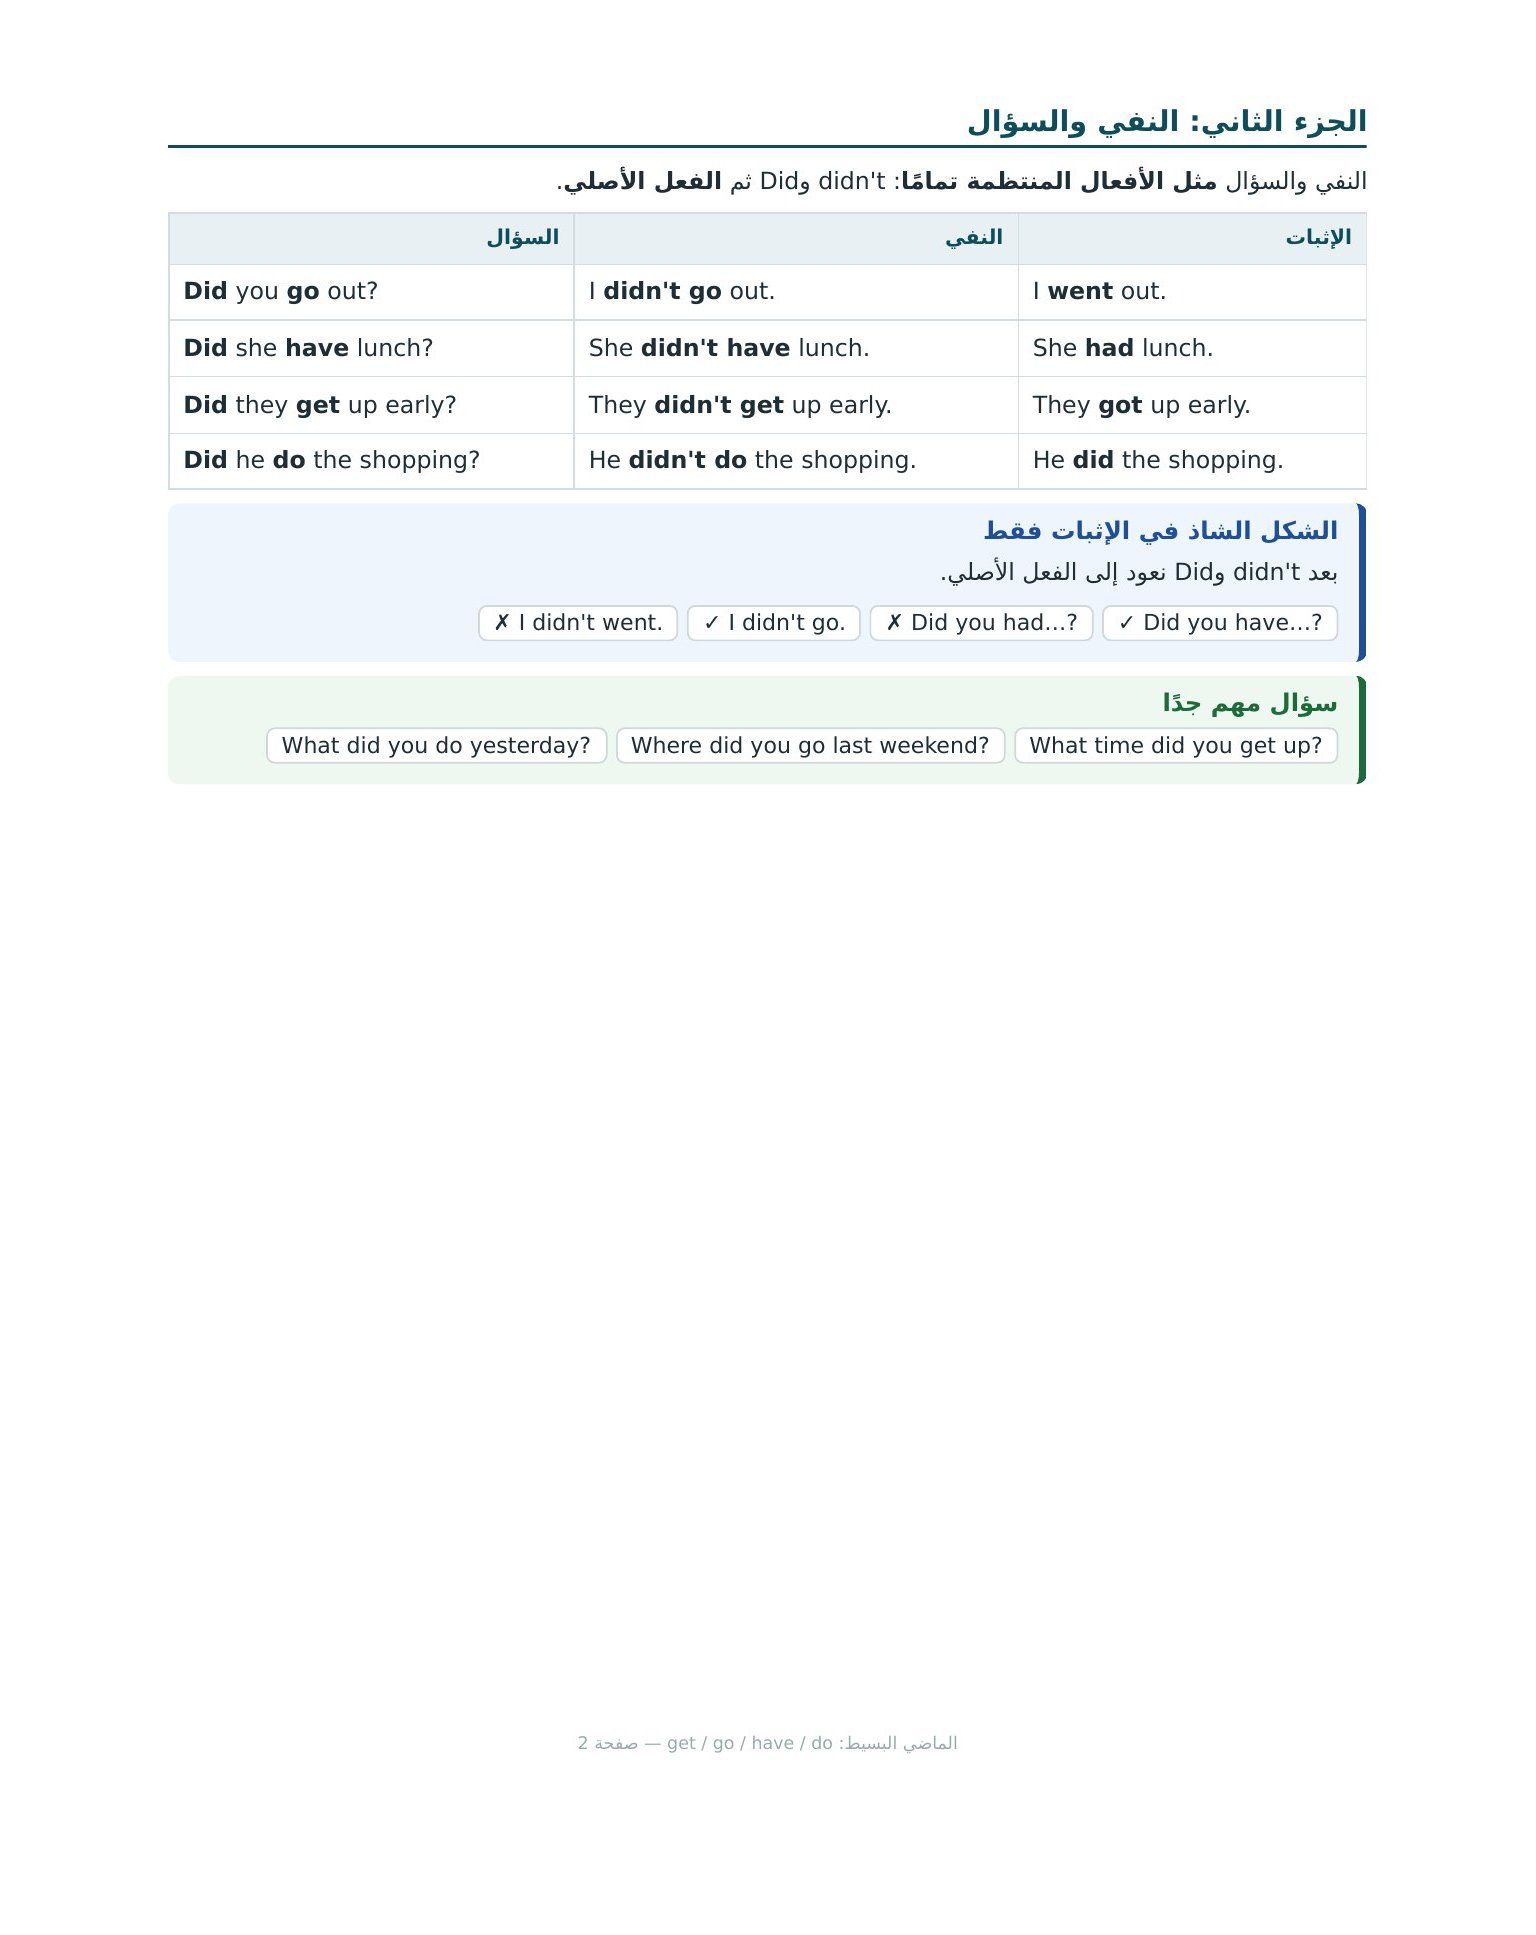 الجزء الثاني: النفي والسؤال
النفي والسؤال مثل الأفعال المنتظمة تمامًا: didn't وDid ثم الفعل الأصلي.
الإثبات النفي السؤال
I went out. I didn't go out. Did you go out?
She had lunch. She didn't have lunch. Did she have lunch?
They got up early. They didn't get up early. Did they get up early?
He did the shopping. He didn't do the shopping. Did he do the shopping?
الشكل الشاذ في الإثبات فقط
بعد didn't وDid نعود إلى الفعل الأصلي.
✓ Did you have…? ✗ Did you had…? ✓ I didn't go. ✗ I didn't went.
سؤال مهم جدًا
What time did you get up? Where did you go last weekend? What did you do yesterday?
الماضي البسيط: get / go / have / do — صفحة 2